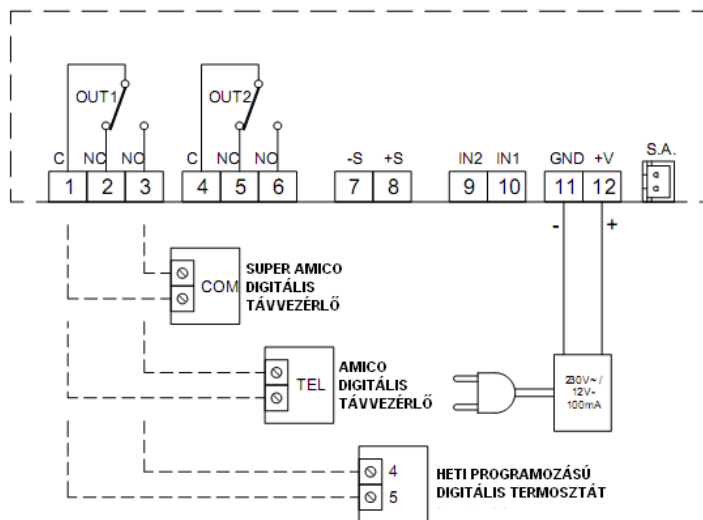 OUT1
OUT2
C NC NO
C NC NO
-S +S
IN2 IN1
GND +V
S.A.
1 2 3
4 5 6
7 8
9 10
11 12
- +
COM
SUPER AMICO
DIGITÁLIS
TÁVVEZÉRLŐ
TEL
AMICO
DIGITÁLIS
TÁVVEZÉRLŐ
230V~ /
12V-
100mA
4
5
HETI PROGRAMOZÁSÚ
DIGITÁLIS TERMOSZTÁT